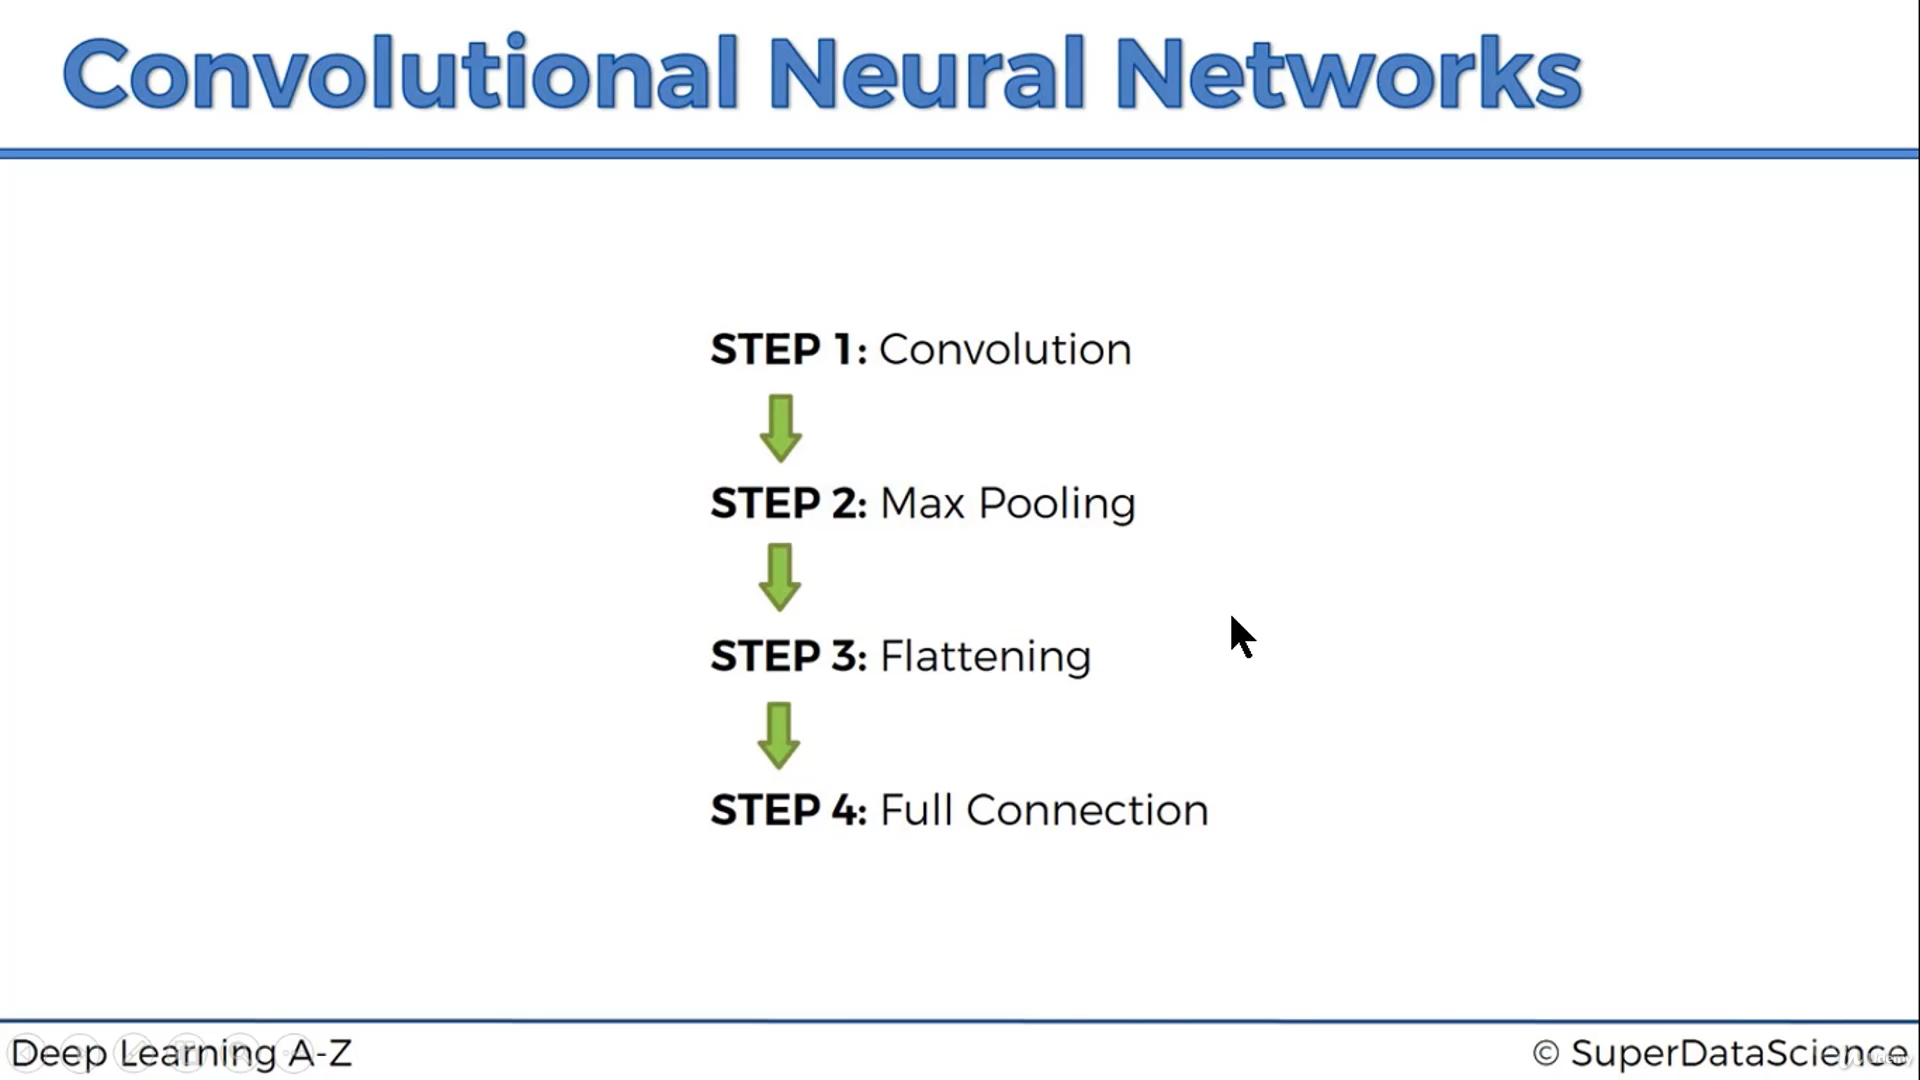 Convolutional Neural Networks
STEP 1: Convolution
STEP 2: Max Pooling
STEP 3: Flattening
STEP 4: Full Connection
Deep Learning A-Z
© SuperDataScience